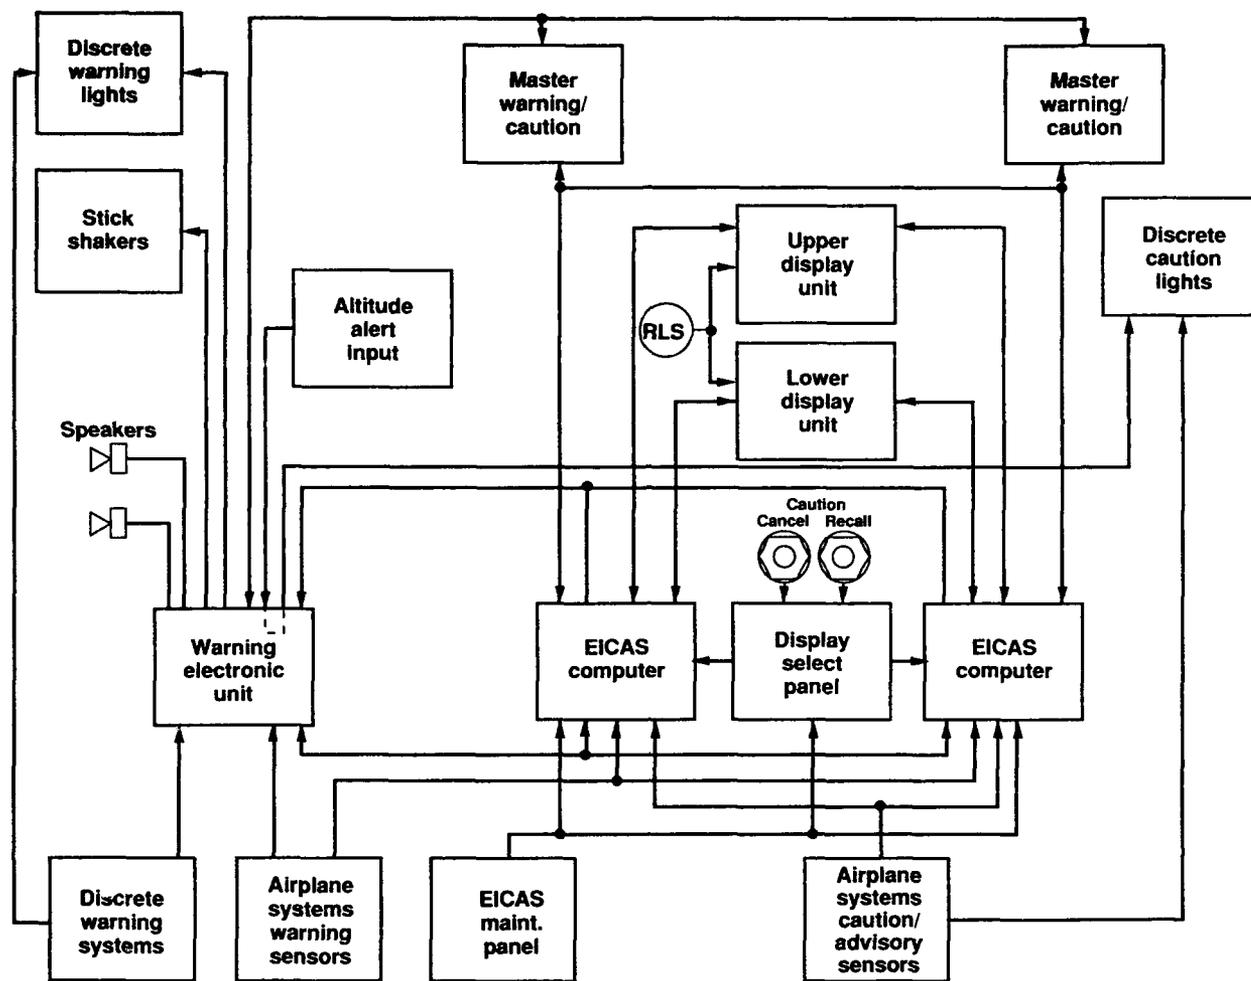 Discrete
warning
lights
Master
warning/
caution
Master
warning/
caution
Stick
shakers
Upper
display
unit
Discrete
caution
lights
Altitude
alert
input
RLS
Lower
display
unit
Speakers
Caution
Cancel Recall
Warning
electronic
unit
EICAS
computer
Display
select
panel
EICAS
computer
Discrete
warning
systems
Airplane
systems
warning
sensors
EICAS
maint.
panel
Airplane
systems
caution/
advisory
sensors